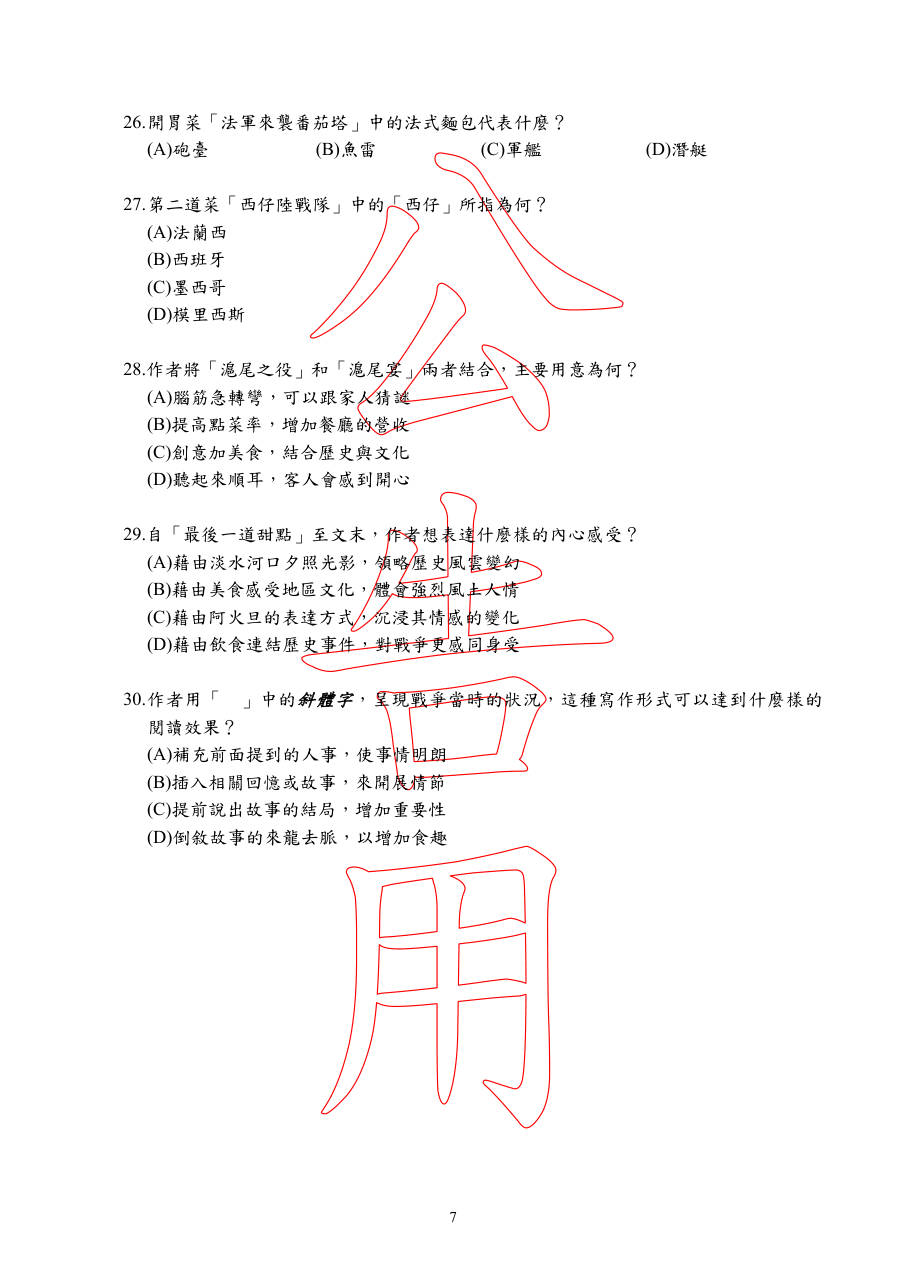 26.開胃菜「法軍來襲番茄塔」中的法式麵包代表什麼？
(A)砲臺 (B)魚雷 (C)軍艦 (D)潛艇
27.第二道菜「西仔陸戰隊」中的「西仔」所指為何？
(A)法蘭西
(B)西班牙
(C)墨西哥
(D)模里西斯
28.作者將「滬尾之役」和「滬尾宴」兩者結合，主要用意為何？
(A)腦筋急轉彎，可以跟家人猜謎
(B)提高點菜率，增加餐廳的營收
(C)創意加美食，結合歷史與文化
(D)聽起來順耳，客人會感到開心
29.自「最後一道甜點」至文末，作者想表達什麼樣的內心感受？
(A)藉由淡水河口夕照光影，領略歷史風雲變幻
(B)藉由美食感受地區文化，體會強烈風土人情
(C)藉由阿火旦的表達方式，沉浸其情感的變化
(D)藉由飲食連結歷史事件，對戰爭更感同身受
30.作者用「　」中的斜體字，呈現戰爭當時的狀況，這種寫作形式可以達到什麼樣的
閱讀效果？
(A)補充前面提到的人事，使事情明朗
(B)插入相關回憶或故事，來開展情節
(C)提前說出故事的結局，增加重要性
(D)倒敘故事的來龍去脈，以增加食趣
公告用
7